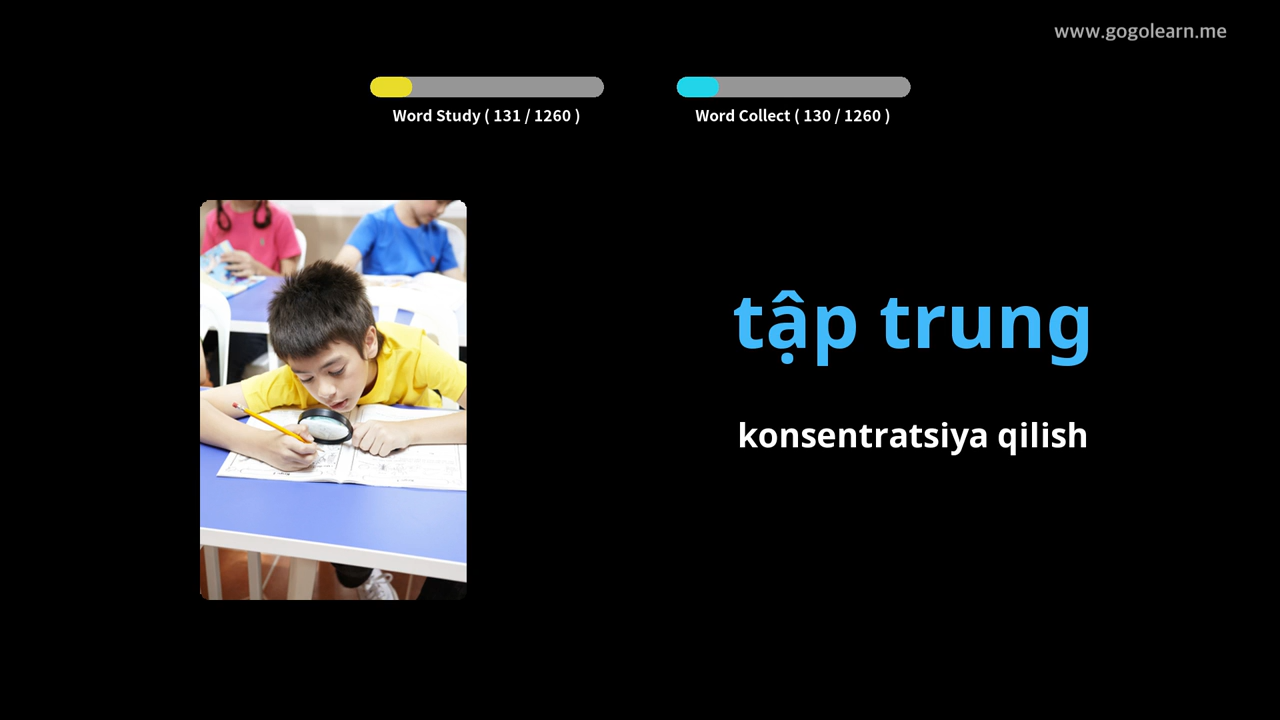 www.gogolearn.me
Word Study ( 131 / 1260 )
Word Collect ( 130 / 1260 )
tập trung
konsentratsiya qilish